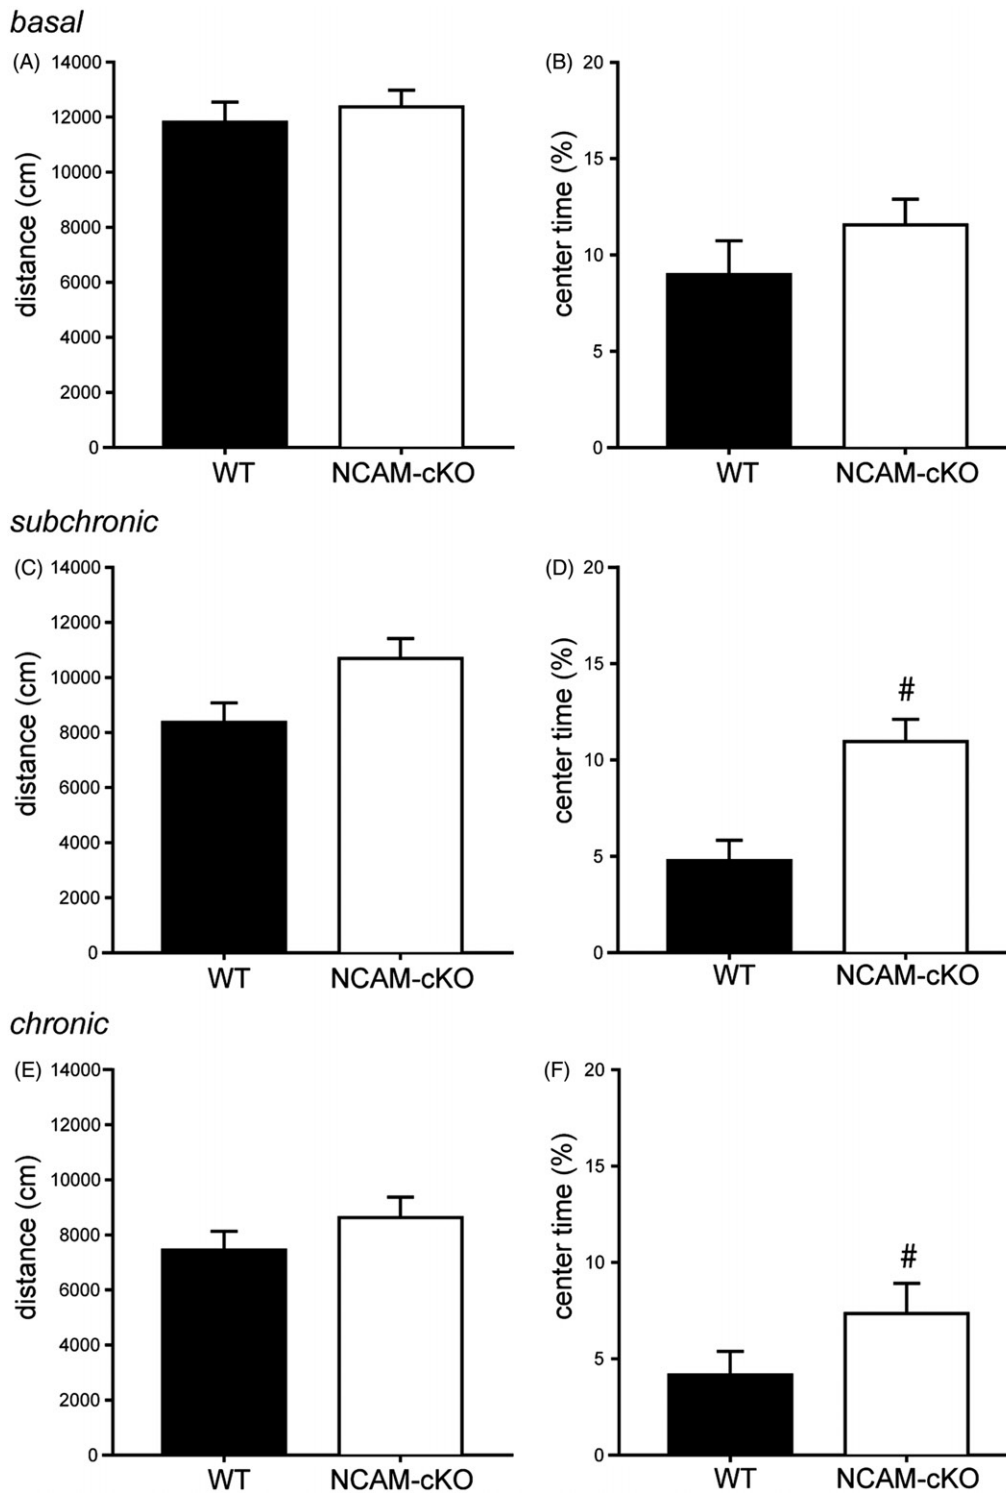 basal
(A)
14000
12000
10000
8000
6000
4000
2000
0
distance (cm)
WT NCAM-cKO
(B)
20
15
10
5
0
center time (%)
WT NCAM-cKO
subchronic
(C)
14000
12000
10000
8000
6000
4000
2000
0
distance (cm)
WT NCAM-cKO
(D)
20
15
10
5
0
center time (%)
#
WT NCAM-cKO
chronic
(E)
14000
12000
10000
8000
6000
4000
2000
0
distance (cm)
WT NCAM-cKO
(F)
20
15
10
5
0
center time (%)
#
WT NCAM-cKO